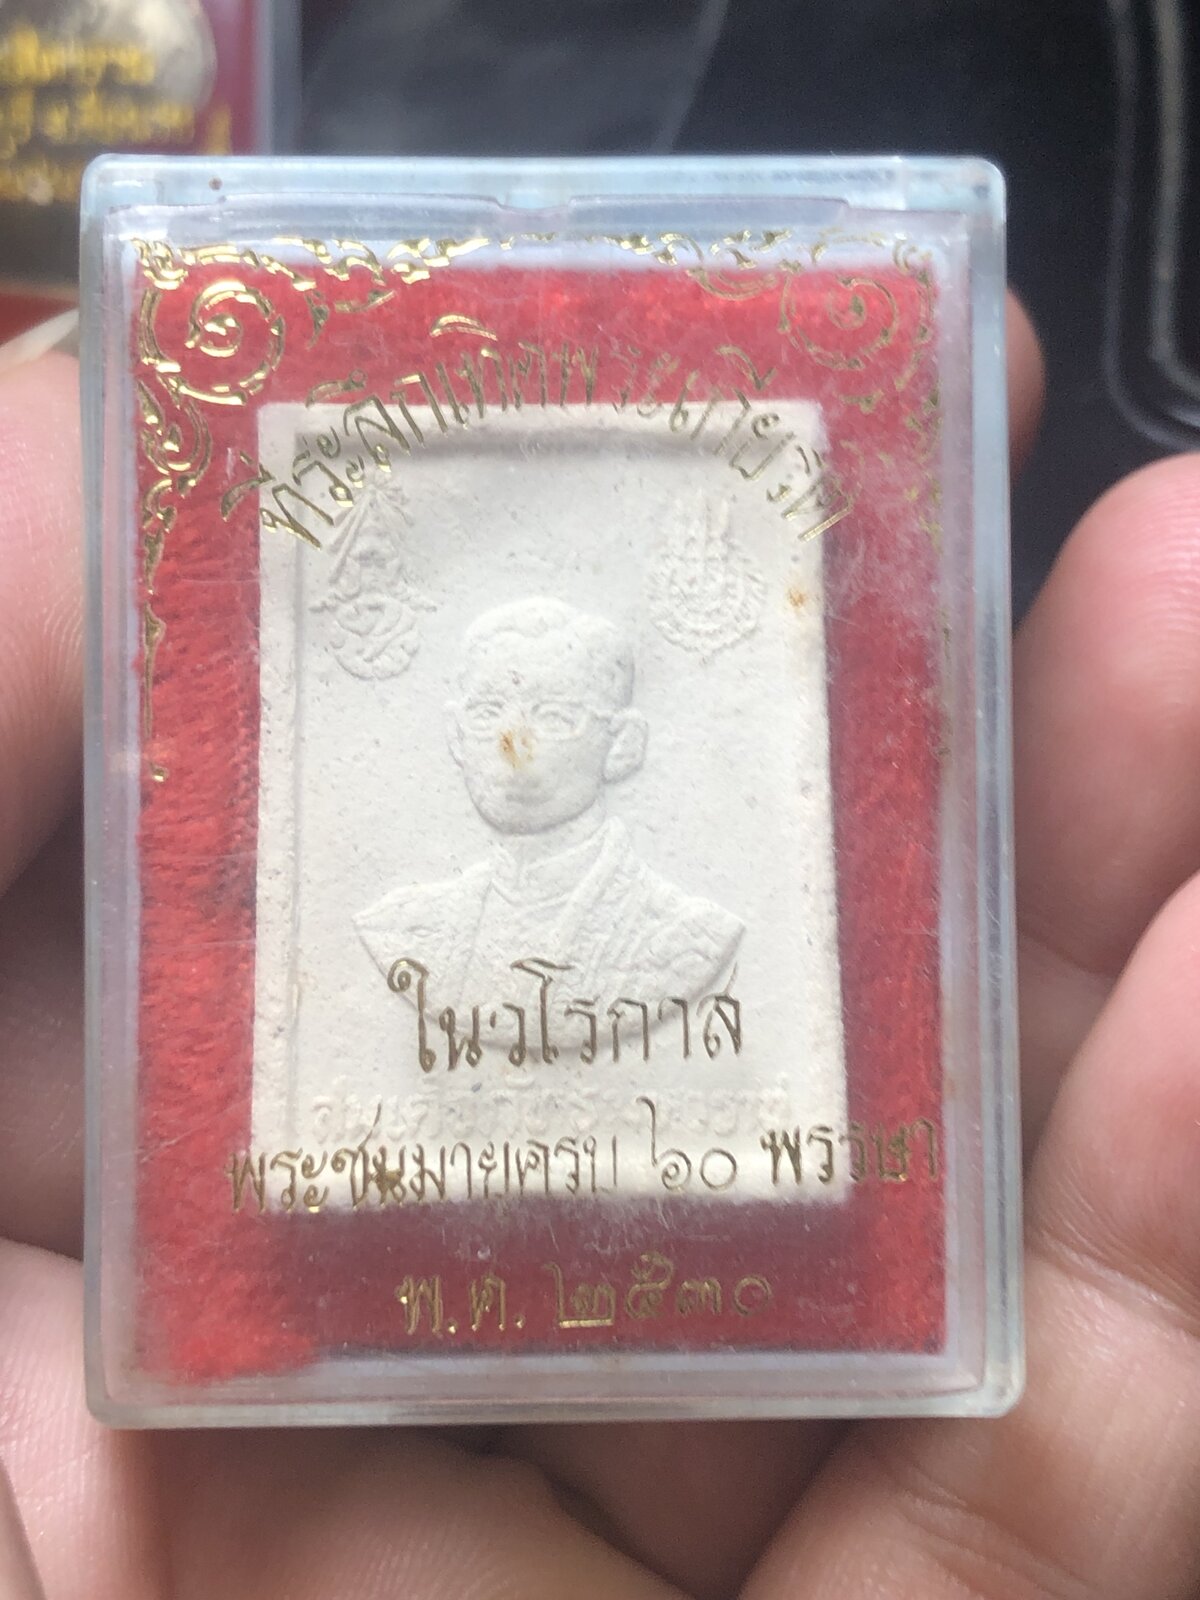 ที่ระลึกเทิดพระเกียรติ
ในวโรกาส
พระชนมายุครบ ๖๐ พรรษา
พ.ศ. ๒๕๓๐